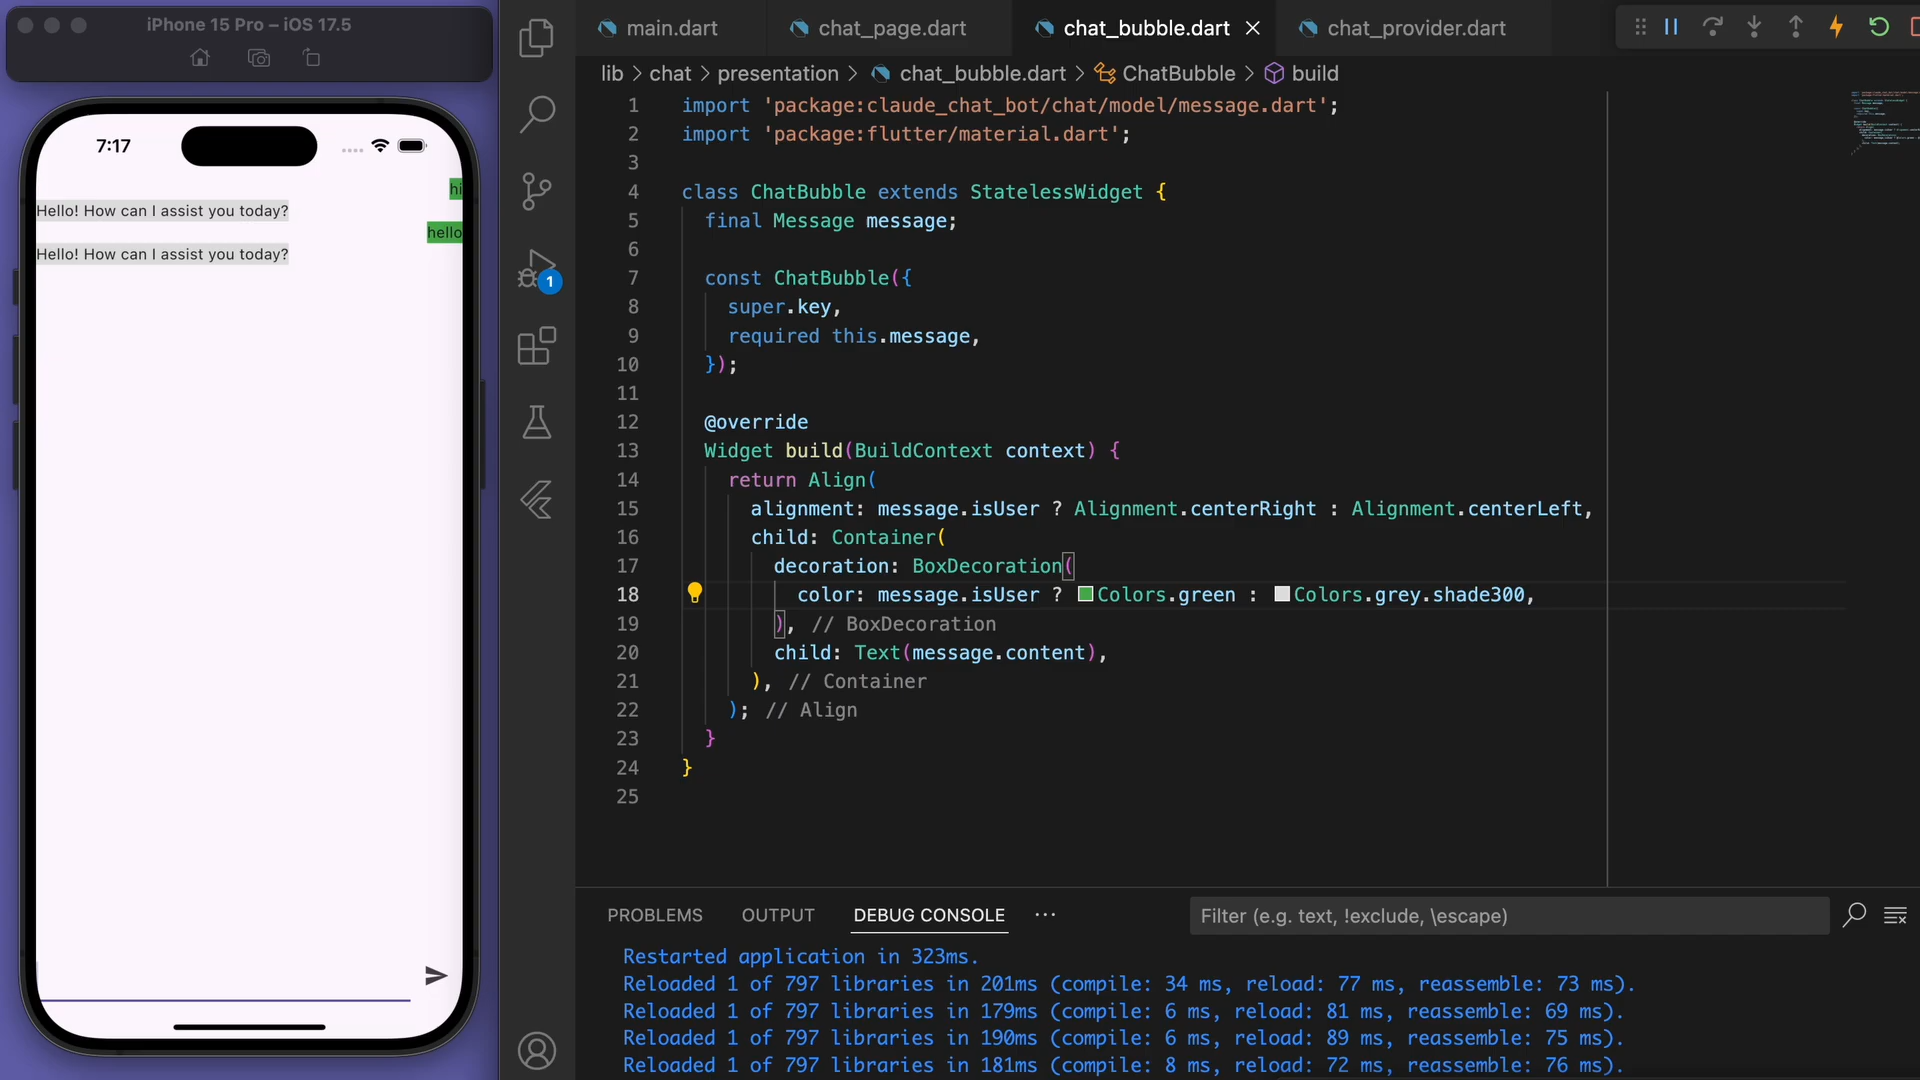 iPhone 15 Pro – iOS 17.5
7:17
hi
Hello! How can I assist you today?
hello
Hello! How can I assist you today?
1
main.dart
chat_page.dart
chat_bubble.dart
chat_provider.dart
lib > chat > presentation > chat_bubble.dart > ChatBubble > build
1 import 'package:claude_chat_bot/chat/model/message.dart';
2 import 'package:flutter/material.dart';
3
4 class ChatBubble extends StatelessWidget {
5 final Message message;
6
7 const ChatBubble({
8 super.key,
9 required this.message,
10 });
11
12 @override
13 Widget build(BuildContext context) {
14 return Align(
15 alignment: message.isUser ? Alignment.centerRight : Alignment.centerLeft,
16 child: Container(
17 decoration: BoxDecoration(
18 color: message.isUser ? Colors.green : Colors.grey.shade300,
19 ), // BoxDecoration
20 child: Text(message.content),
21 ), // Container
22 ); // Align
23 }
24 }
25
PROBLEMS OUTPUT DEBUG CONSOLE ···
Filter (e.g. text, !exclude, \escape)
Restarted application in 323ms.
Reloaded 1 of 797 libraries in 201ms (compile: 34 ms, reload: 77 ms, reassemble: 73 ms).
Reloaded 1 of 797 libraries in 179ms (compile: 6 ms, reload: 81 ms, reassemble: 69 ms).
Reloaded 1 of 797 libraries in 190ms (compile: 6 ms, reload: 89 ms, reassemble: 75 ms).
Reloaded 1 of 797 libraries in 181ms (compile: 8 ms, reload: 72 ms, reassemble: 76 ms).